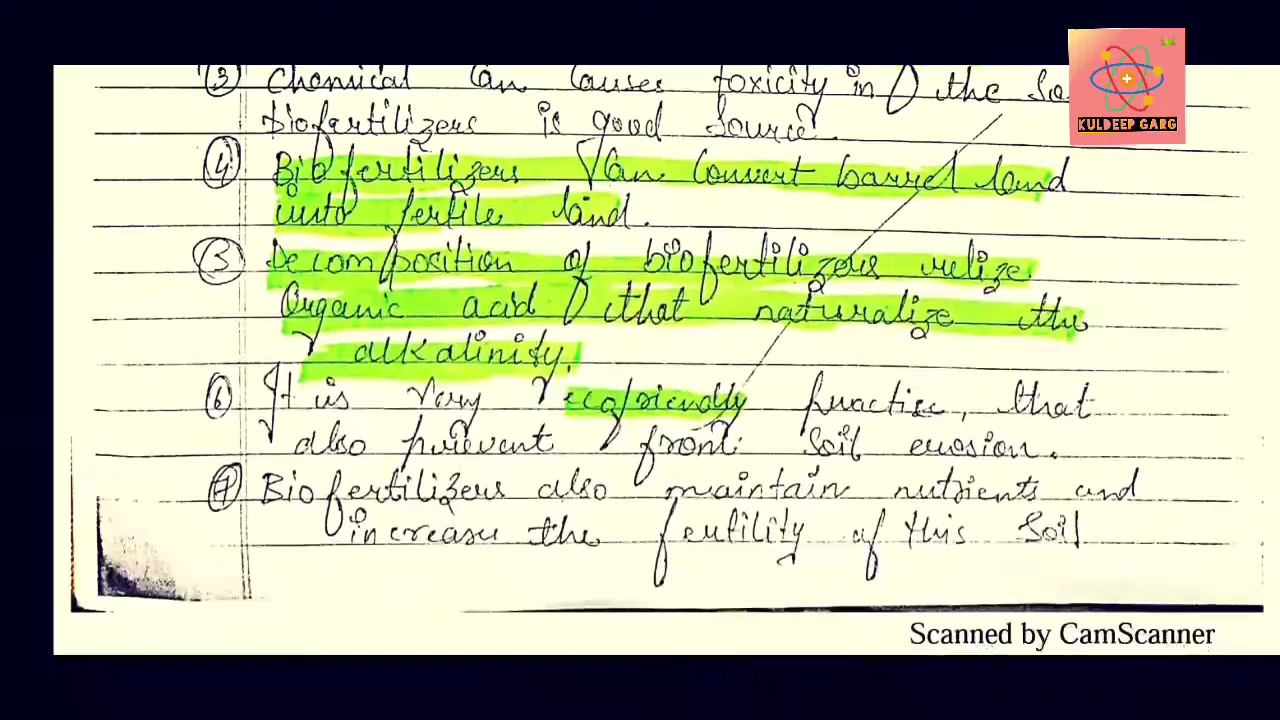 ③ Chemical can causes toxicity in the So
biofertilizers is good source.
④ Biofertilizers can convert barrel land
into fertile land.
⑤ Decomposition of biofertilizers relize
Organic acid that naturalize the
alkalinity.
⑥ It is very ecofriendly practise, that
also prievent from soil erosion.
⑦ Biofertilizers also maintain nutrients and
increase the fertility of this Soil
KULDEEP GARG
Scanned by CamScanner